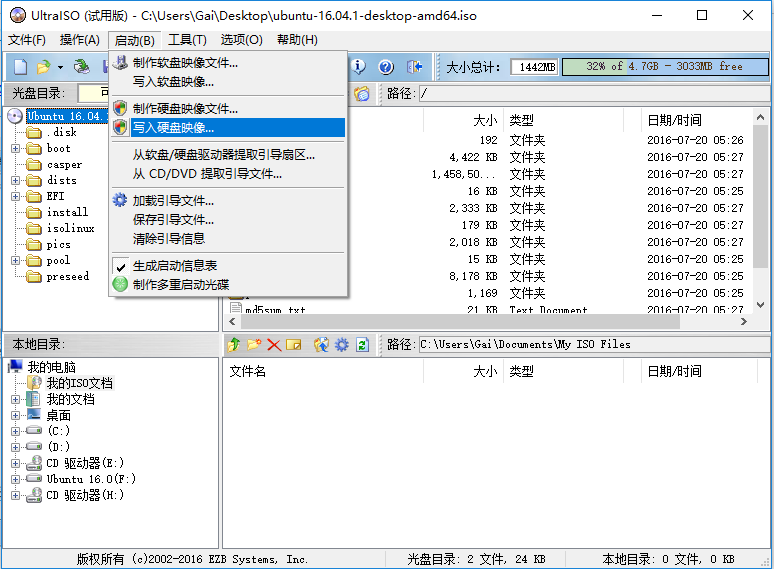 UltraISO (试用版) - C:\Users\Gai\Desktop\ubuntu-16.04.1-desktop-amd64.iso
文件(F) 操作(A) 启动(B) 工具(T) 选项(O) 帮助(H)
大小总计: 1442MB 32% of 4.7GB - 3033MB free
光盘目录: 可
路径: /
制作软盘映像文件...
写入软盘映像...
制作硬盘映像文件...
写入硬盘映像...
从软盘/硬盘驱动器提取引导扇区...
从 CD/DVD 提取引导文件...
加载引导文件...
保存引导文件...
清除引导信息
生成启动信息表
制作多重启动光碟
Ubuntu 16.04.1
.disk
boot
casper
dists
EFI
install
isolinux
pics
pool
preseed
大小 类型 日期/时间
192 文件夹 2016-07-20 05:26
4,422 KB 文件夹 2016-07-20 05:27
1,458,50... 文件夹 2016-07-20 05:27
16 KB 文件夹 2016-07-20 05:27
2,333 KB 文件夹 2016-07-20 05:27
179 KB 文件夹 2016-07-20 05:27
2,018 KB 文件夹 2016-07-20 05:27
15 KB 文件夹 2016-07-20 05:27
8,178 KB 文件夹 2016-07-20 05:26
1,169 文件夹 2016-07-20 05:25
md5sum.txt 21 KB Text Document 2016-07-20 05:27
本地目录:
路径: C:\Users\Gai\Documents\My ISO Files
我的电脑
我的ISO文档
我的文档
桌面
(C:)
(D:)
CD 驱动器(E:)
Ubuntu 16.0(F:)
CD 驱动器(H:)
文件名 大小 类型 日期/时间
版权所有 (c)2002-2016 EZB Systems, Inc.
光盘目录: 2 文件, 24 KB
本地目录: 0 文件, 0 KB